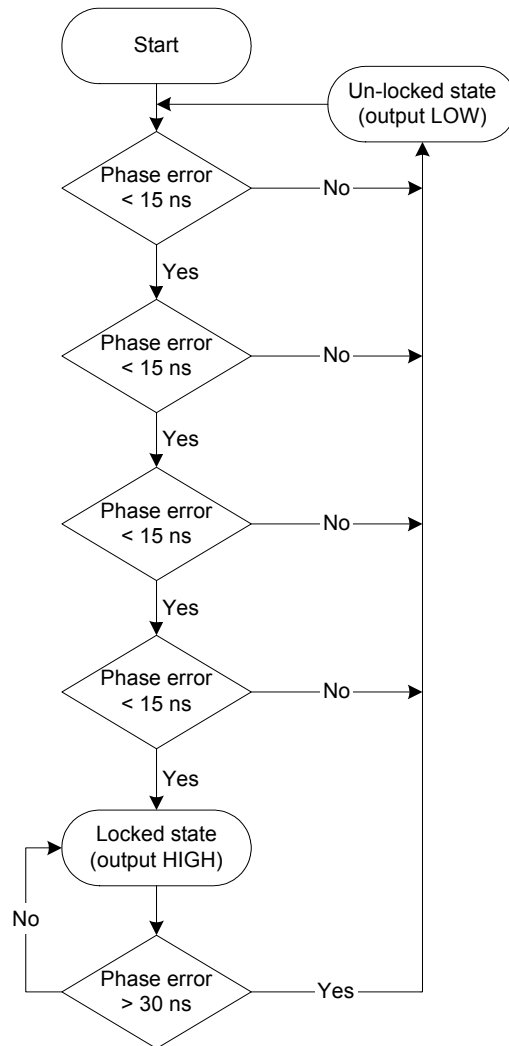 Start
Un-locked state
(output LOW)
Phase error
< 15 ns
No
Yes
Phase error
< 15 ns
No
Yes
Phase error
< 15 ns
No
Yes
Phase error
< 15 ns
No
Yes
Locked state
(output HIGH)
No
Phase error
> 30 ns
Yes